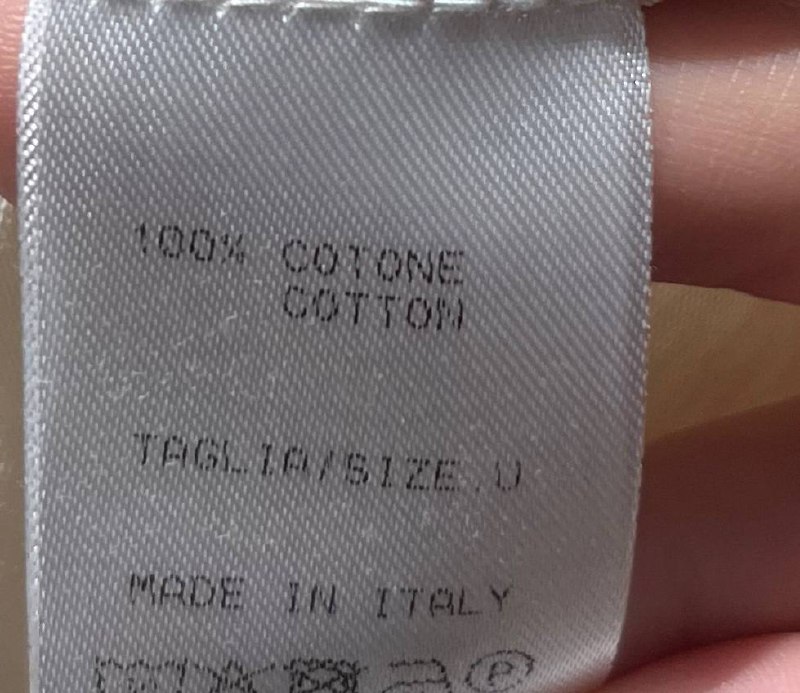 100% COTONE
COTTON
TAGLIA/SIZE.U
MADE IN ITALY
P